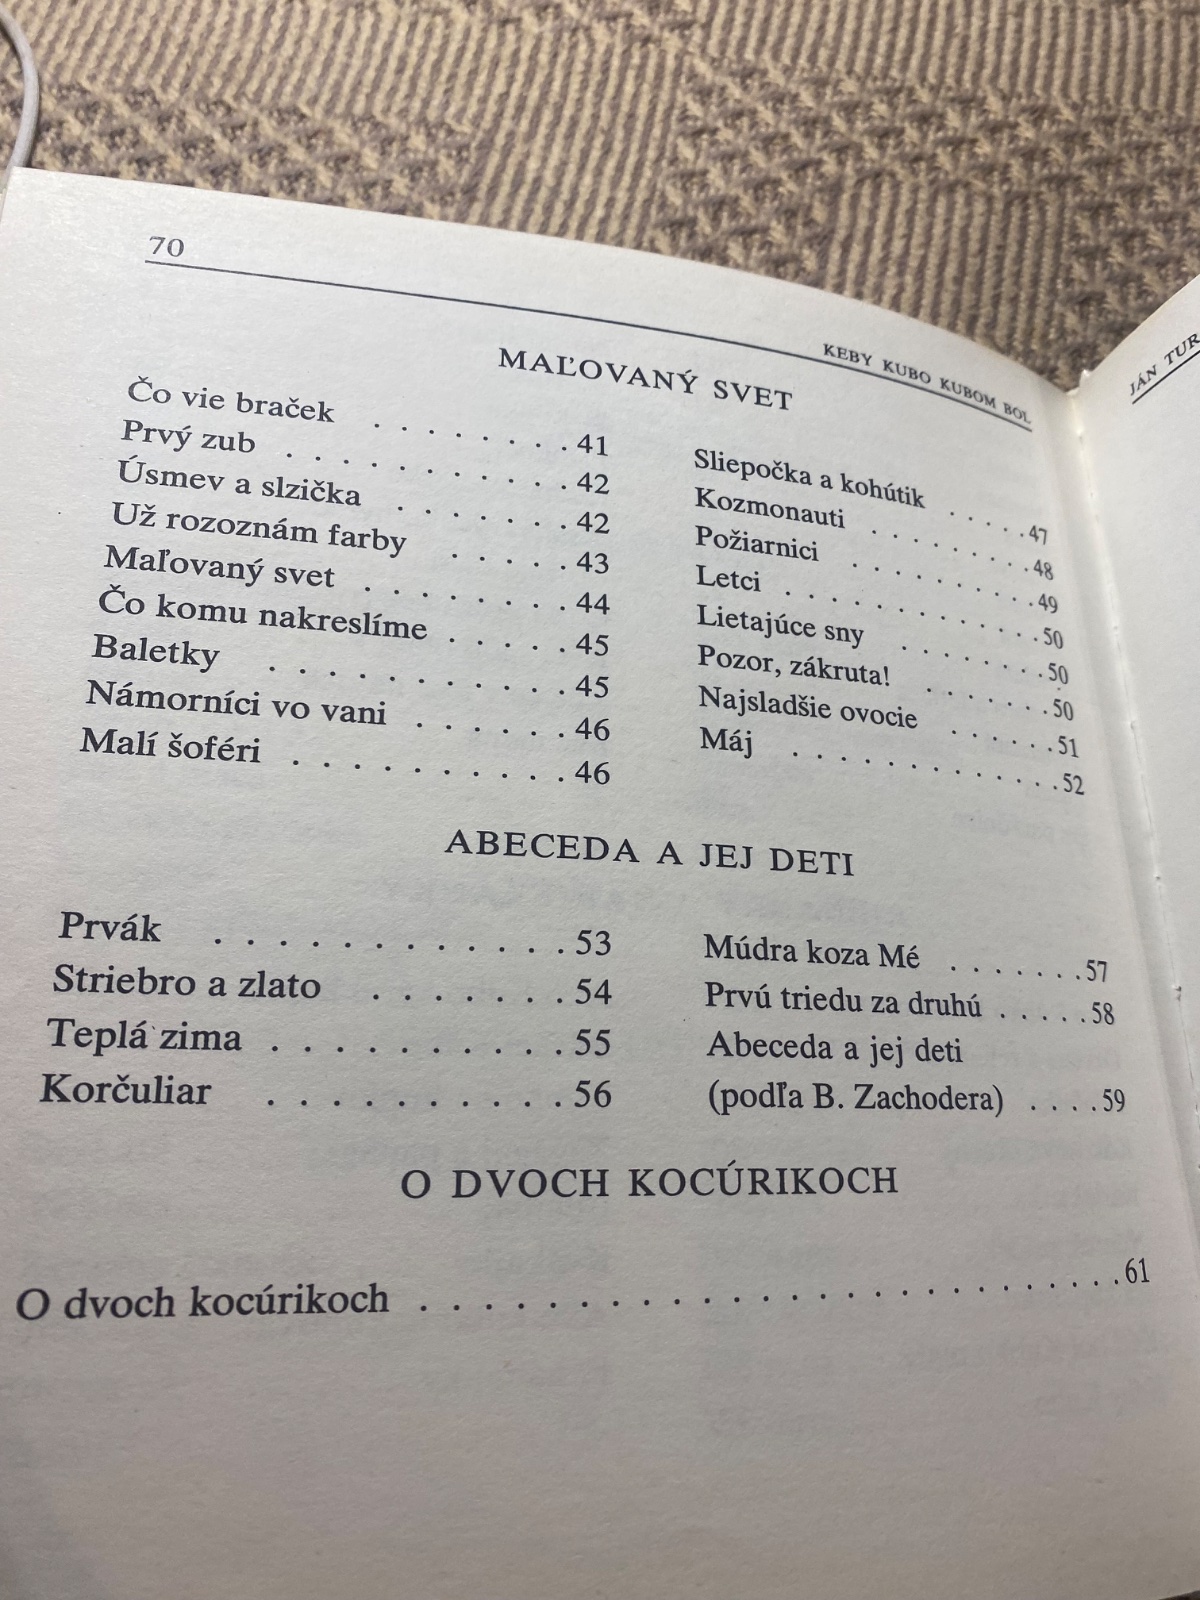 70
KEBY KUBO KUBOM BOL
MAĽOVANÝ SVET
Čo vie braček . . . . . . . . 41
Prvý zub . . . . . . . . . . . 42
Úsmev a slzička . . . . . . . 42
Už rozoznám farby . . . . . 43
Maľovaný svet . . . . . . . . 44
Čo komu nakreslíme . . . . . 45
Baletky . . . . . . . . . . . 45
Námorníci vo vani . . . . . . 46
Malí šoféri . . . . . . . . . . 46
Sliepočka a kohútik . . . . . 47
Kozmonauti . . . . . . . . 48
Požiarnici . . . . . . . . . 49
Letci . . . . . . . . . . . . 50
Lietajúce sny . . . . . . . 50
Pozor, zákruta! . . . . . . 50
Najsladšie ovocie . . . . . . 51
Máj . . . . . . . . . . . . . 52
ABECEDA A JEJ DETI
Prvák . . . . . . . . . . . . 53
Striebro a zlato . . . . . . . 54
Teplá zima . . . . . . . . . . 55
Korčuliar . . . . . . . . . . 56
Múdra koza Mé . . . . . . . 57
Prvú triedu za druhú . . . . . 58
Abeceda a jej deti
(podľa B. Zachodera) . . . . 59
O DVOCH KOCÚRIKOCH
O dvoch kocúrikoch . . . . . . . . . . . . . . . . . . . . . . . 61
JÁN